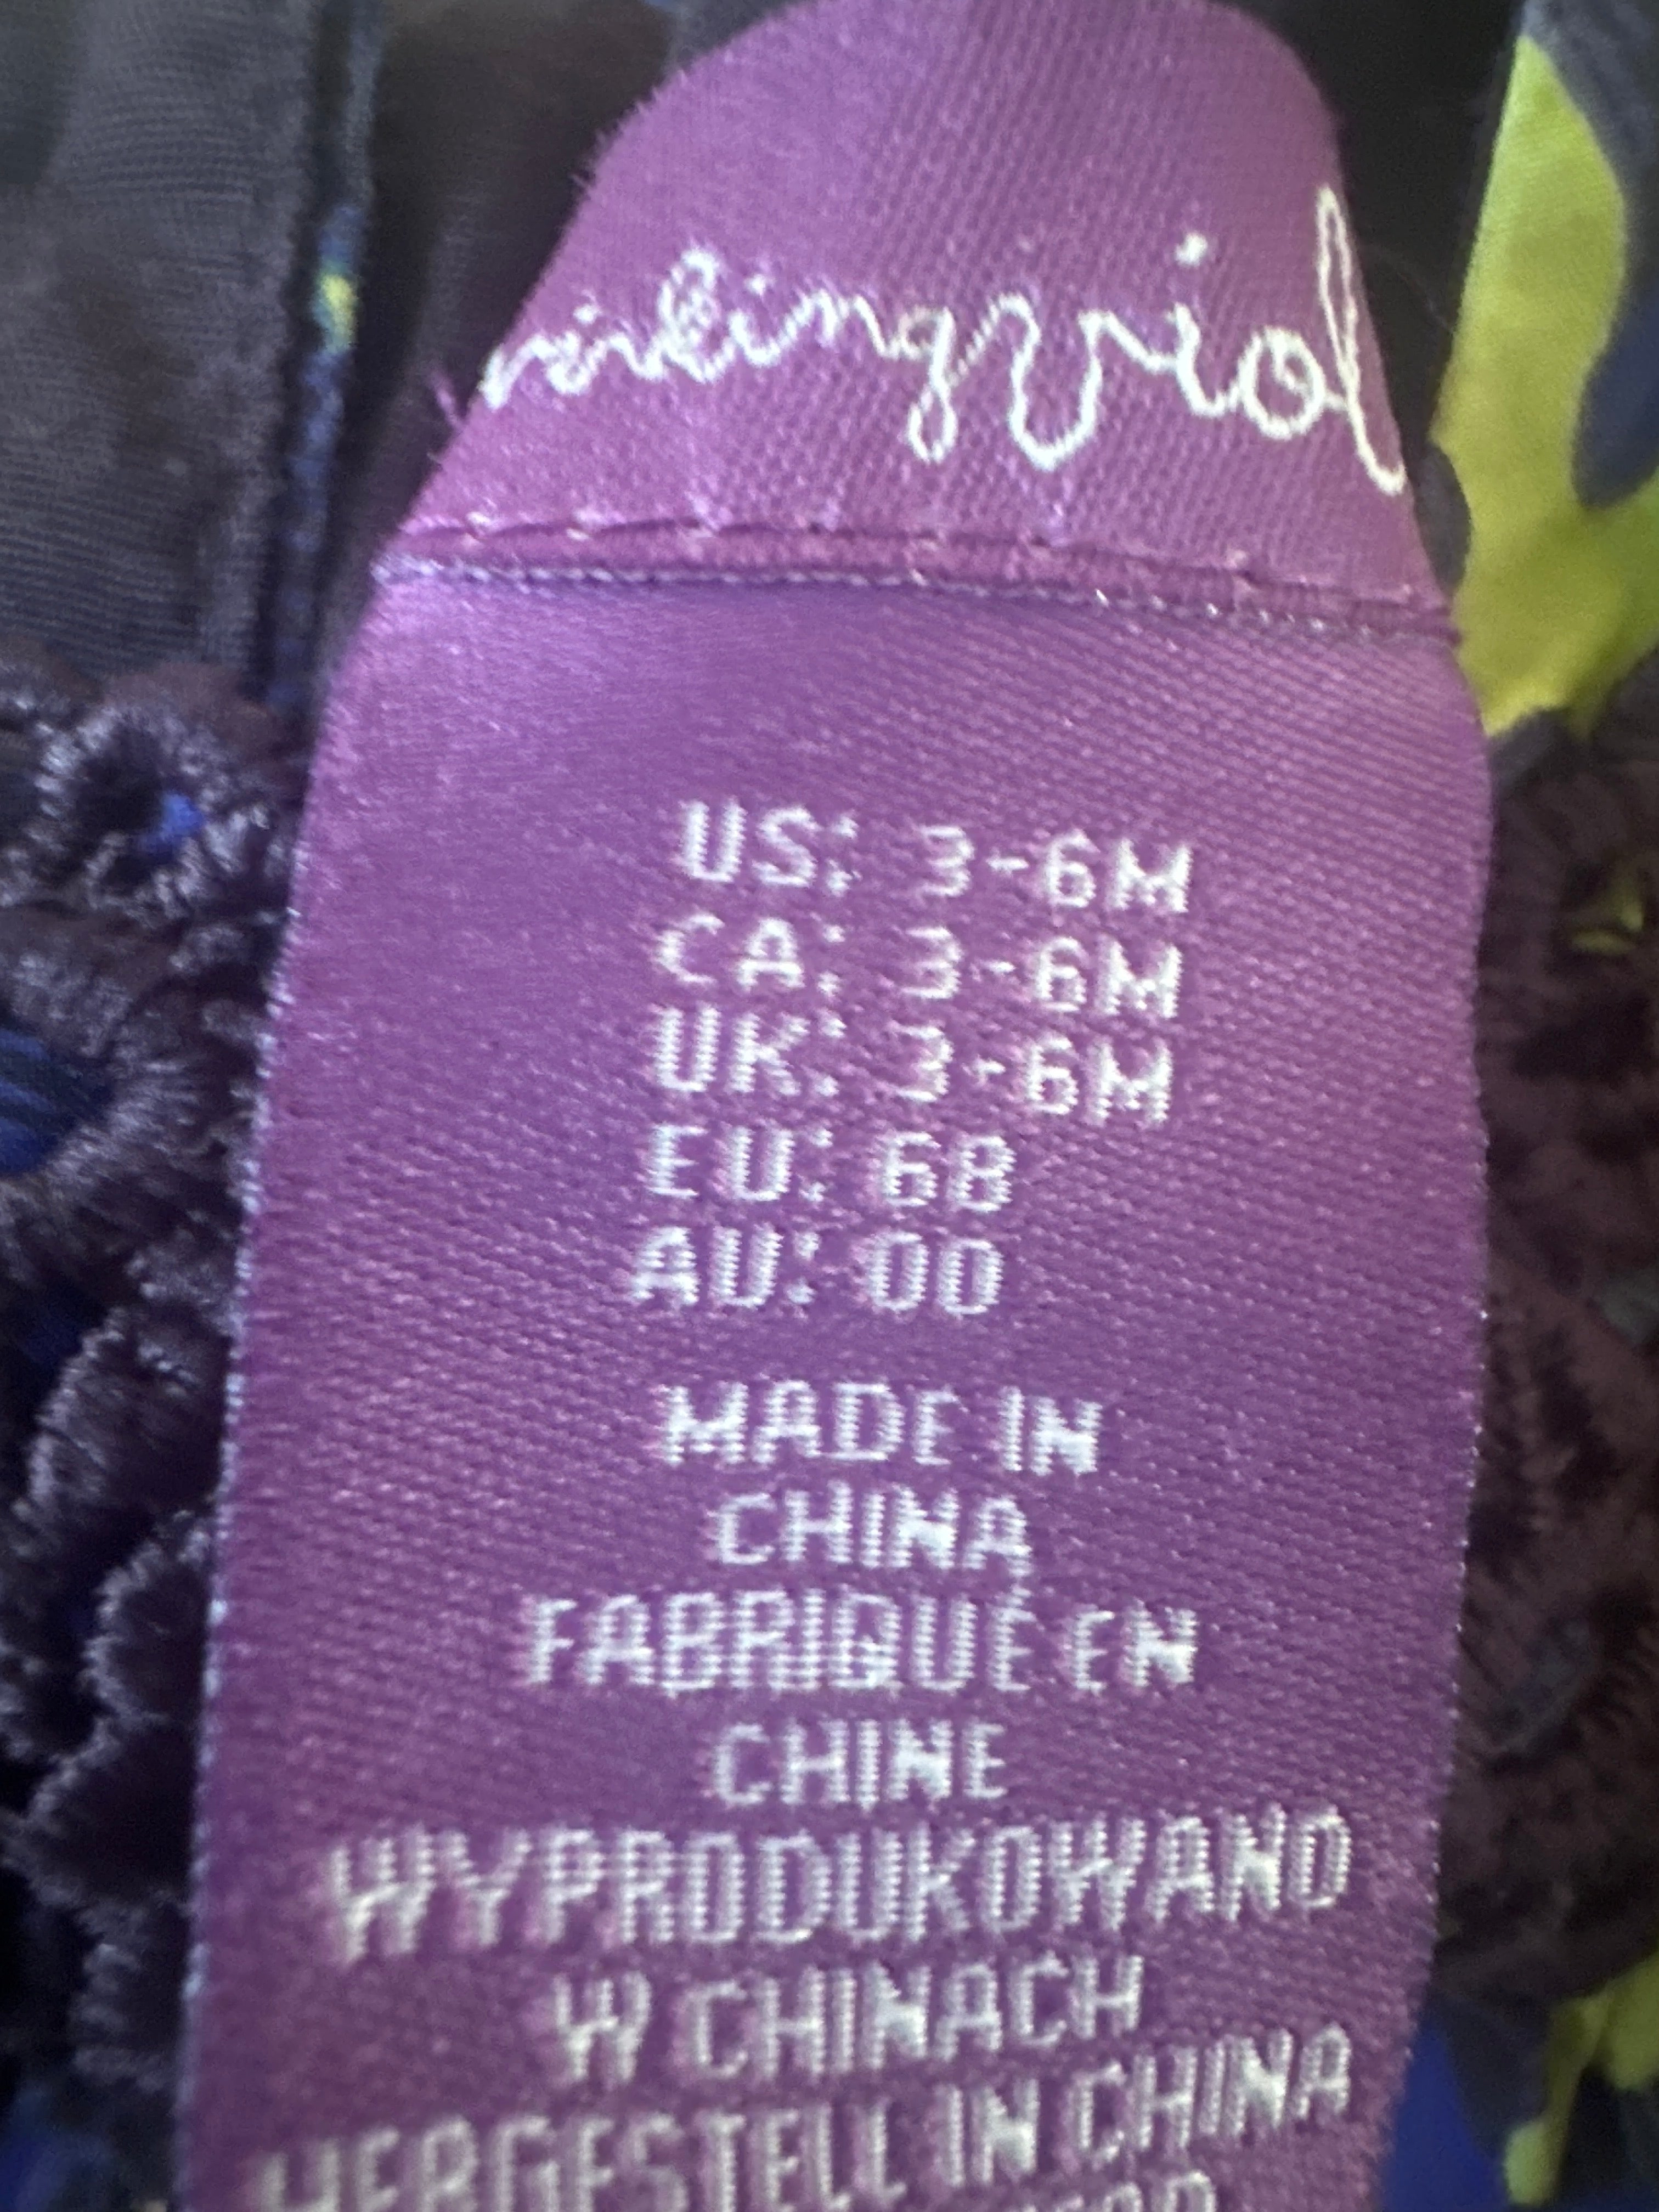 US: 3-6M
CA: 3-6M
UK: 3-6M
EU: 68
AU: 00
MADE IN
CHINA
FABRIQUÉ EN
CHINE
WYPRODUKOWANO
W CHINACH
HERGESTELL IN CHINA